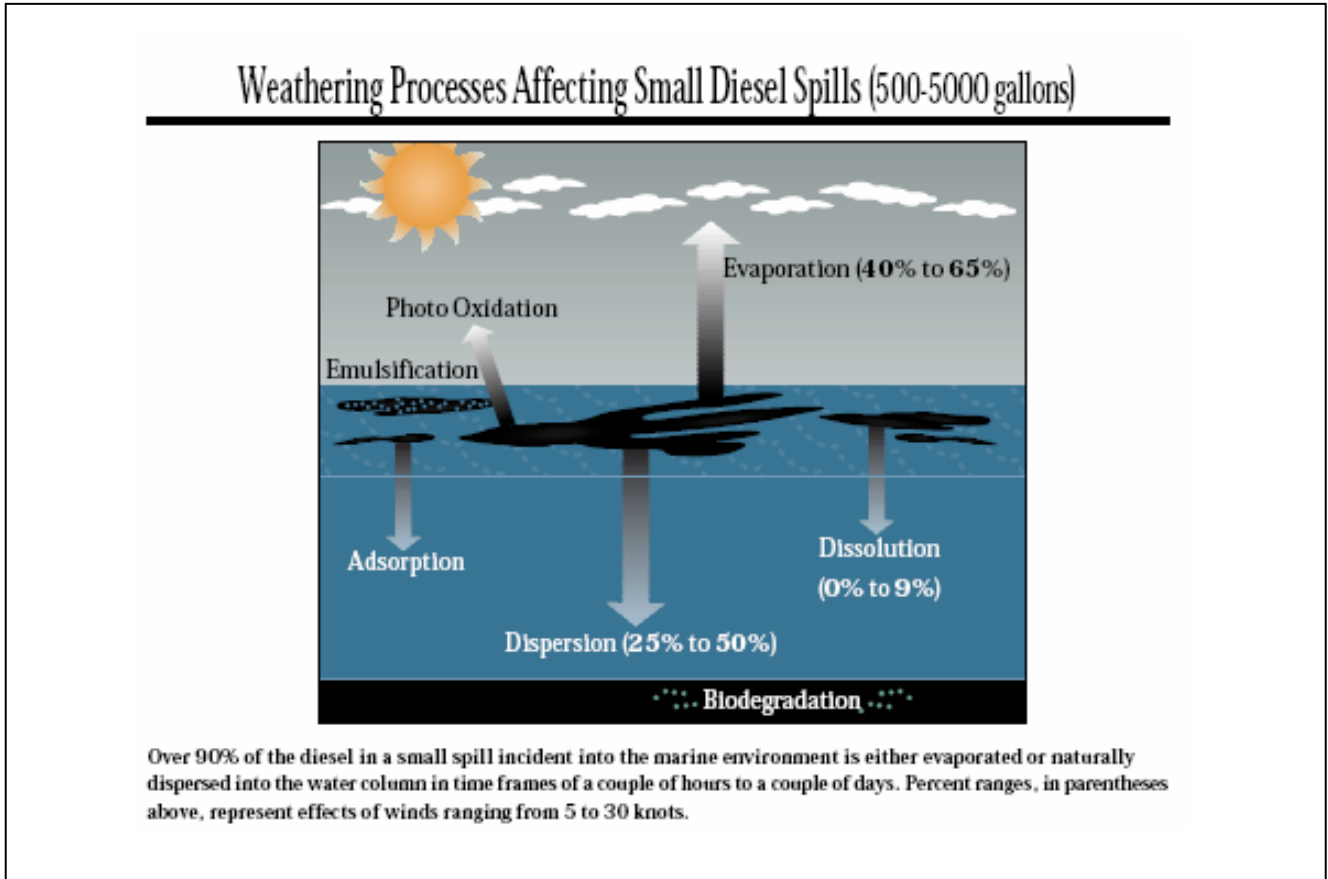 Weathering Processes Affecting Small Diesel Spills (500-5000 gallons)
Evaporation (40% to 65%)
Photo Oxidation
Emulsification
Adsorption
Dissolution
(0% to 9%)
Dispersion (25% to 50%)
Biodegradation
Over 90% of the diesel in a small spill incident into the marine environment is either evaporated or naturally
dispersed into the water column in time frames of a couple of hours to a couple of days. Percent ranges, in parentheses
above, represent effects of winds ranging from 5 to 30 knots.